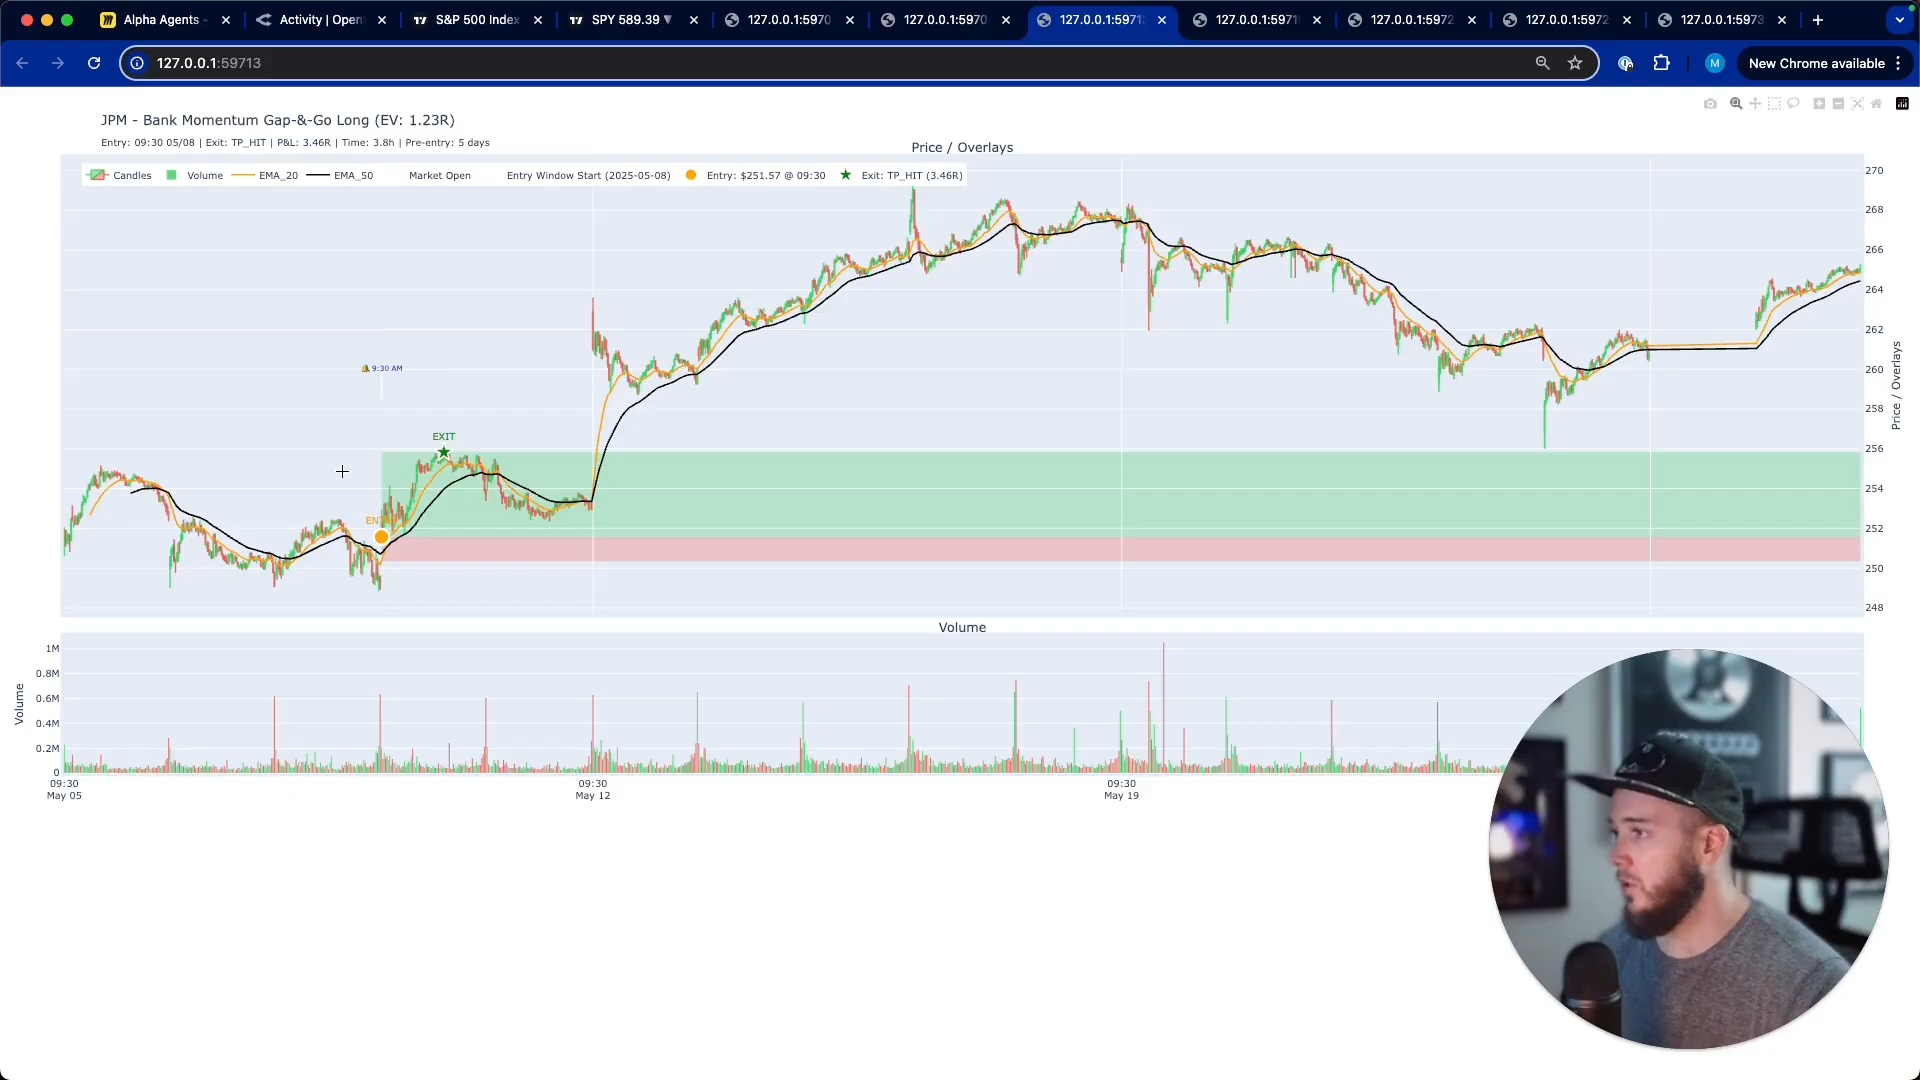 Alpha Agents -
Activity | Open
S&P 500 Index
SPY 589.39
127.0.0.1:5970
127.0.0.1:5970
127.0.0.1:5971
127.0.0.1:5971
127.0.0.1:5972
127.0.0.1:5972
127.0.0.1:5973
127.0.0.1:59713
M
New Chrome available
JPM - Bank Momentum Gap-&-Go Long (EV: 1.23R)
Entry: 09:30 05/08 | Exit: TP_HIT | P&L: 3.46R | Time: 3.8h | Pre-entry: 5 days
Price / Overlays
Candles
Volume
EMA_20
EMA_50
Market Open
Entry Window Start (2025-05-08)
Entry: $251.57 @ 09:30
Exit: TP_HIT (3.46R)
270
268
266
264
262
260
258
256
254
252
250
248
Price / Overlays
9:30 AM
EXIT
Volume
1M
0.8M
0.6M
0.4M
0.2M
0
Volume
09:30
May 05
09:30
May 12
09:30
May 19